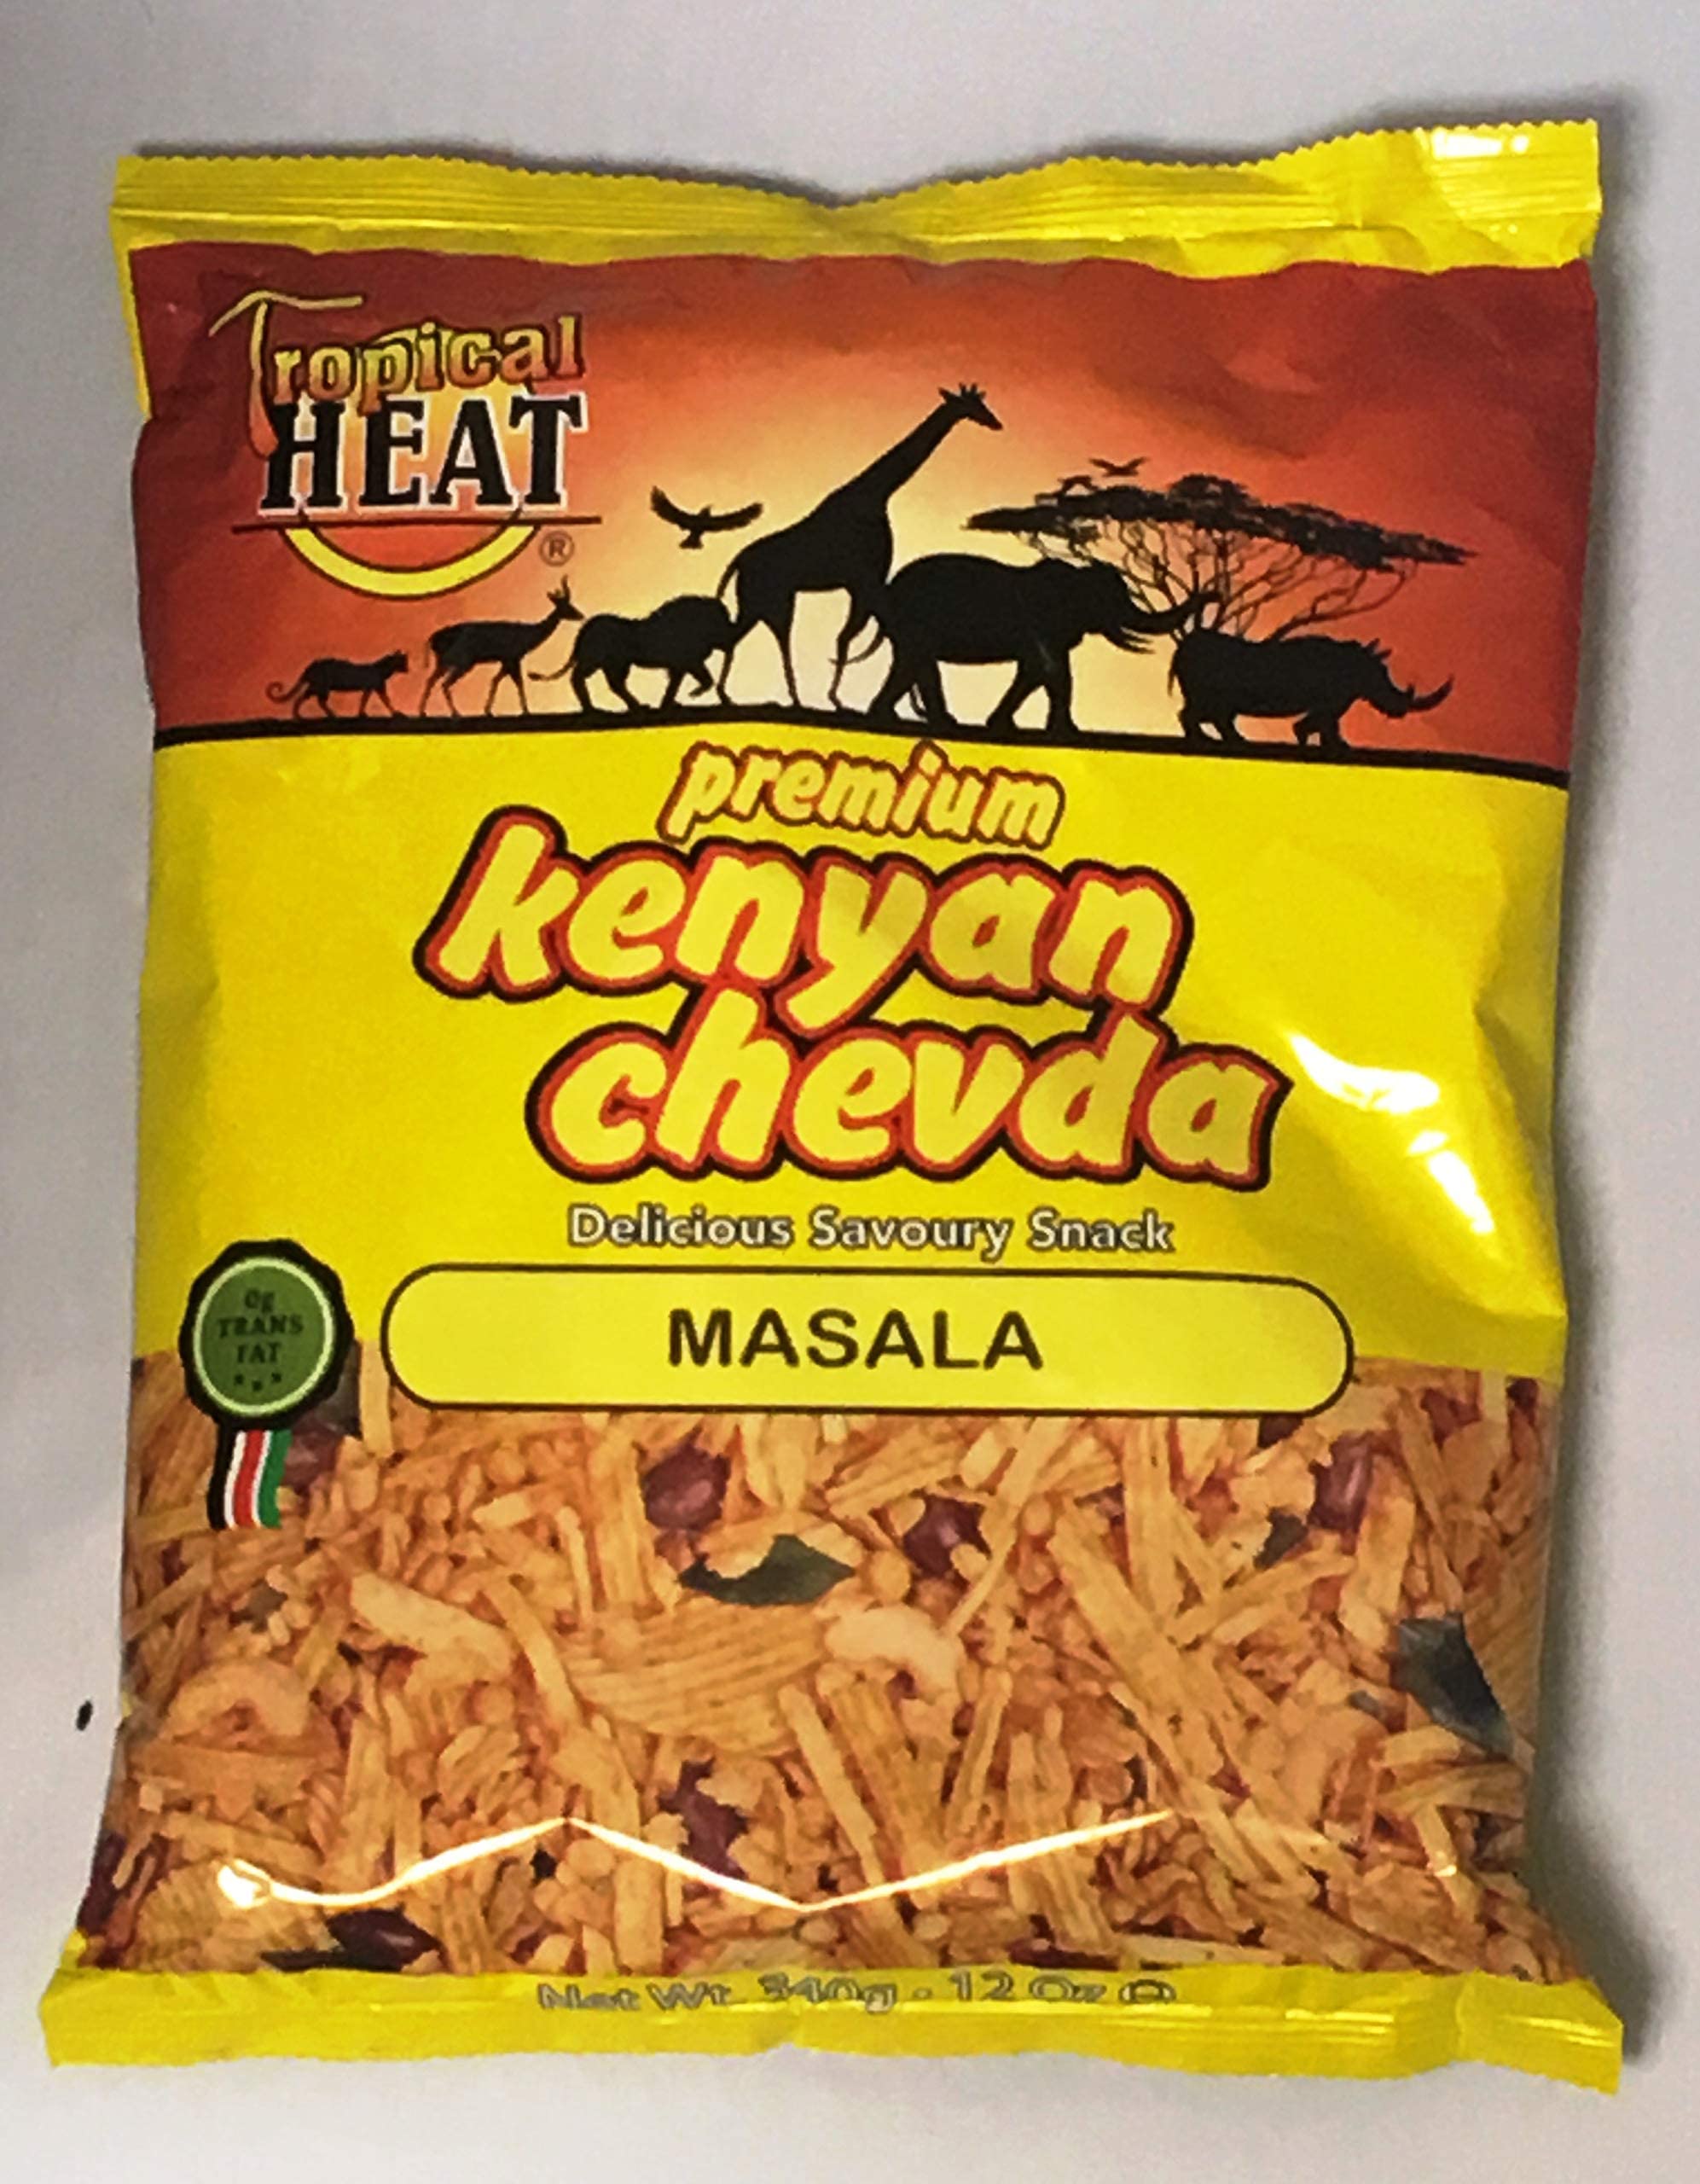 Tropical
HEAT
®
premium
kenyan
chevda
Delicious Savoury Snack
MASALA
0g
TRANS
FAT
Net Wt. 340g - 12 Oz ℮